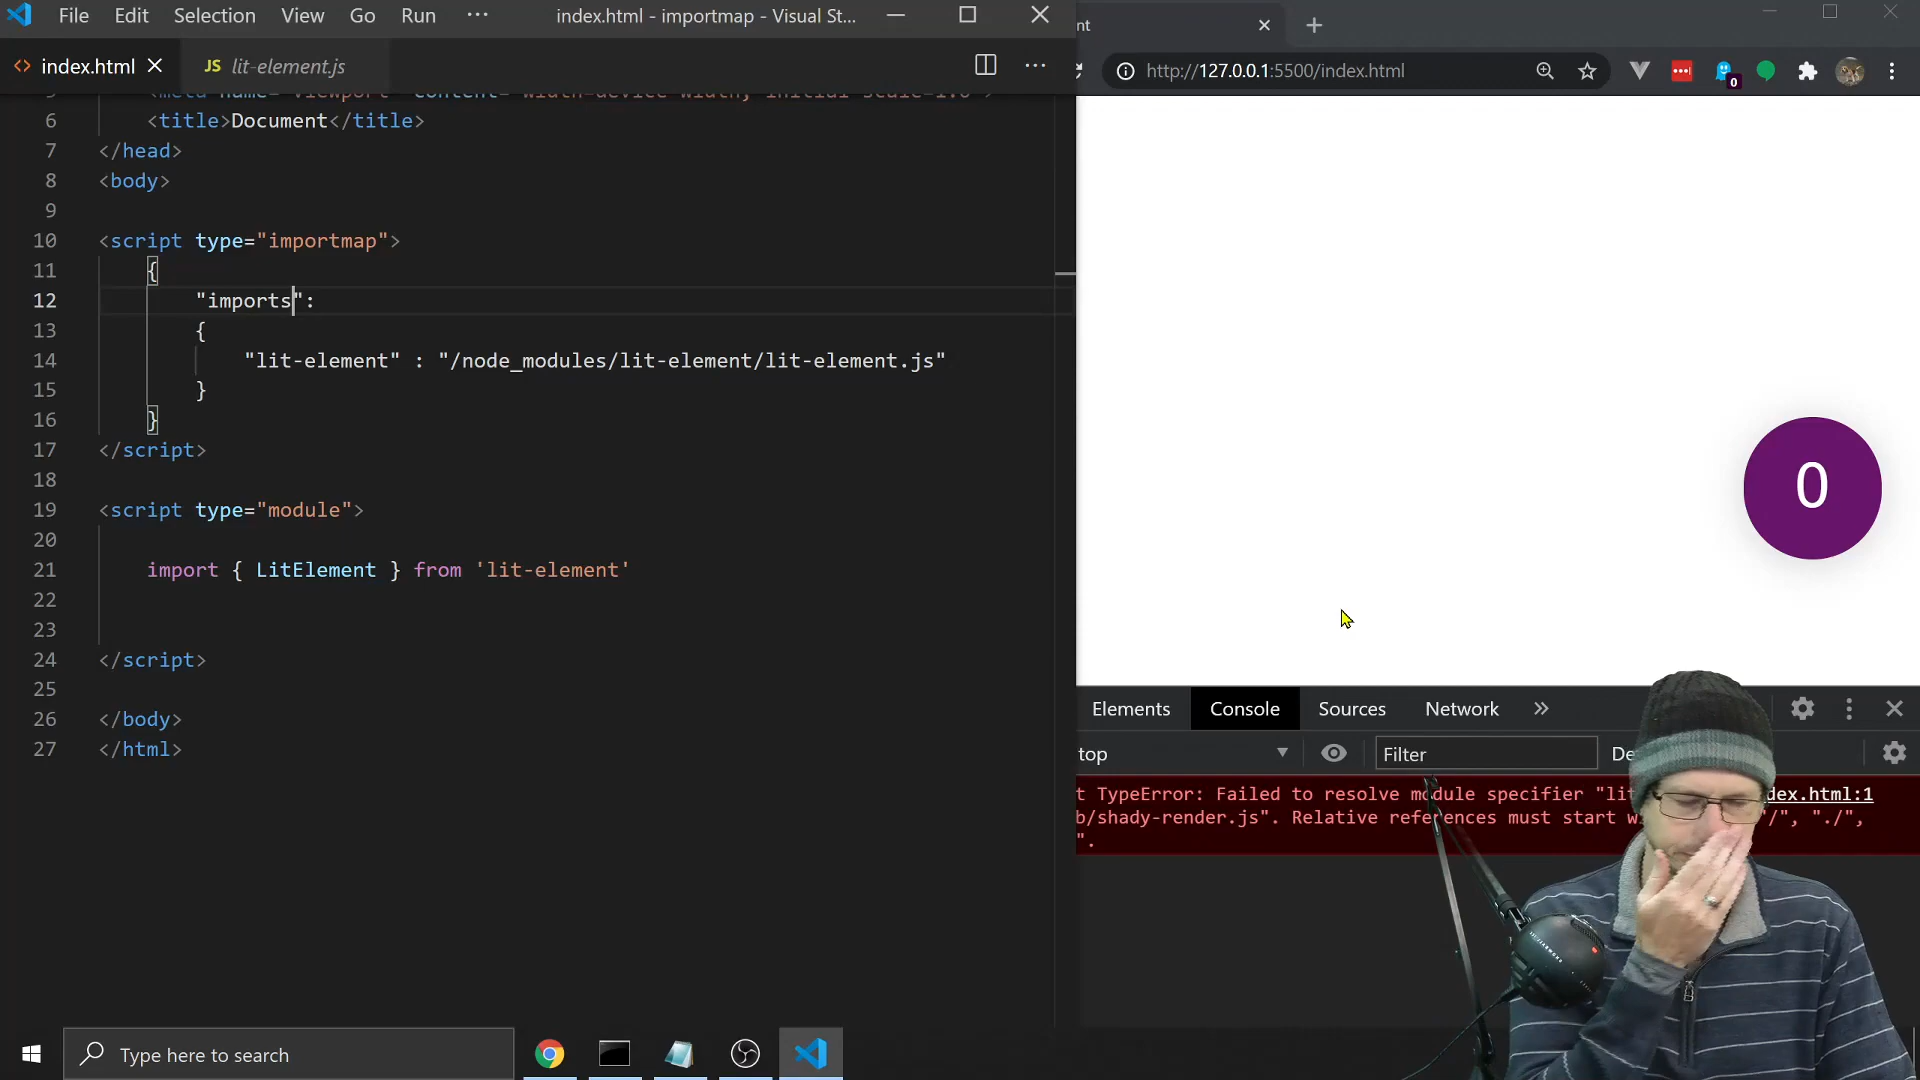 File Edit Selection View Go Run ··· index.html - importmap - Visual St...
index.html JS lit-element.js
nt
http://127.0.0.1:5500/index.html
0
6 <title>Document</title>
7 </head>
8 <body>
9
10 <script type="importmap">
11 {
12 "imports":
13 {
14 "lit-element" : "/node_modules/lit-element/lit-element.js"
15 }
16 }
17 </script>
18
19 <script type="module">
20
21 import { LitElement } from 'lit-element'
22
23
24 </script>
25
26 </body>
27 </html>
0
Elements Console Sources Network »
top Filter De
t TypeError: Failed to resolve module specifier "lit dex.html:1
b/shady-render.js". Relative references must start w "/", "./",
".
Type here to search